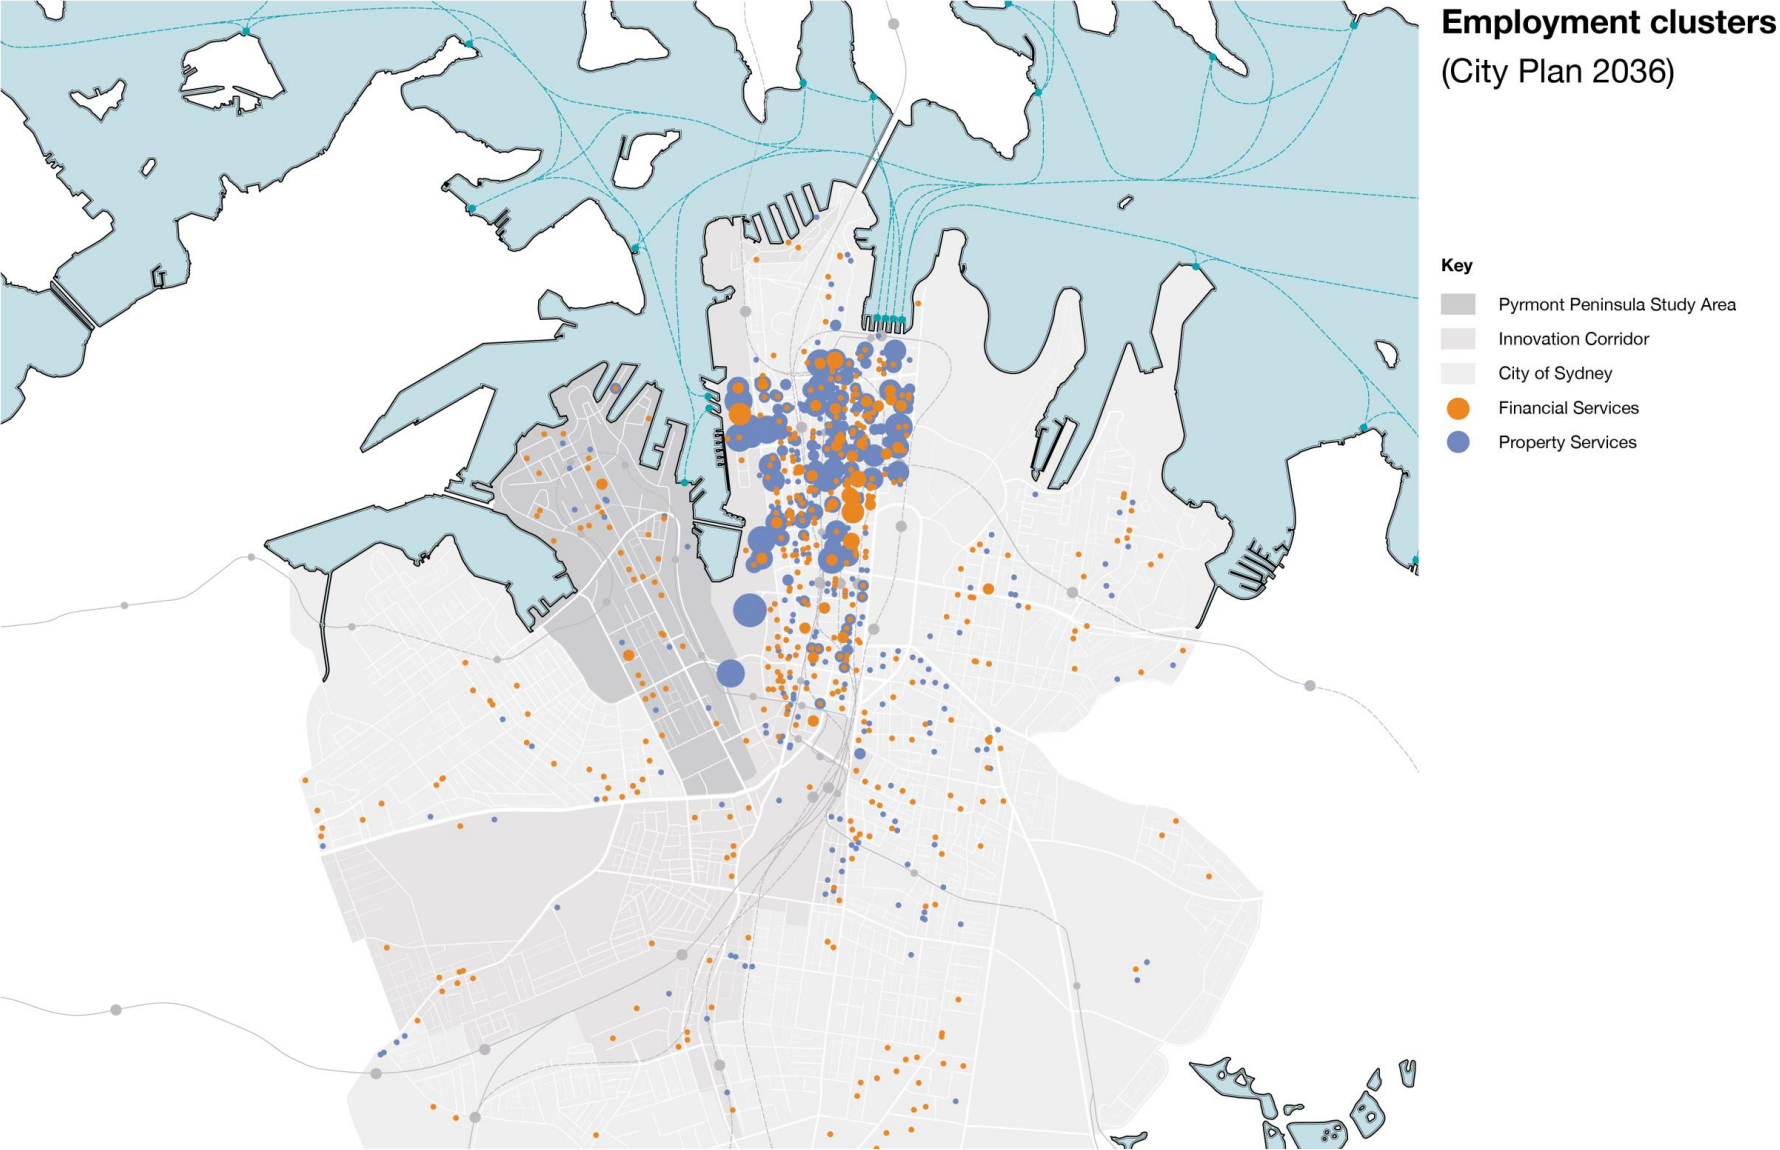 Employment clusters
(City Plan 2036)
Key
Pyrmont Peninsula Study Area
Innovation Corridor
City of Sydney
Financial Services
Property Services